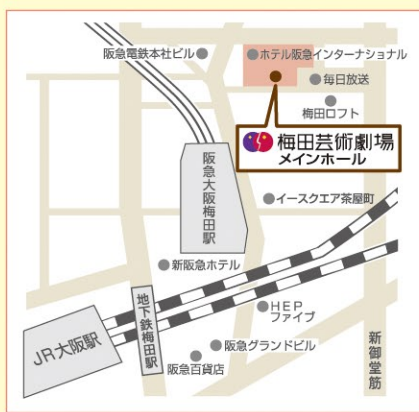 阪急電鉄本社ビル
ホテル阪急インターナショナル
毎日放送
梅田ロフト
梅田芸術劇場
メインホール
阪急大阪梅田駅
イースクエア茶屋町
新阪急ホテル
地下鉄梅田駅
HEP
ファイブ
JR大阪駅
阪急グランドビル
阪急百貨店
新御堂筋